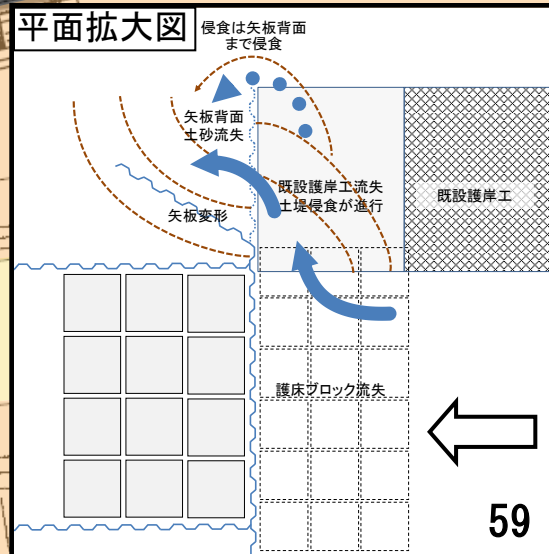 平面拡大図
侵食は矢板背面
まで侵食
矢板背面
土砂流失
既設護岸工流失
土堤侵食が進行
既設護岸工
矢板変形
護床ブロック流失
59